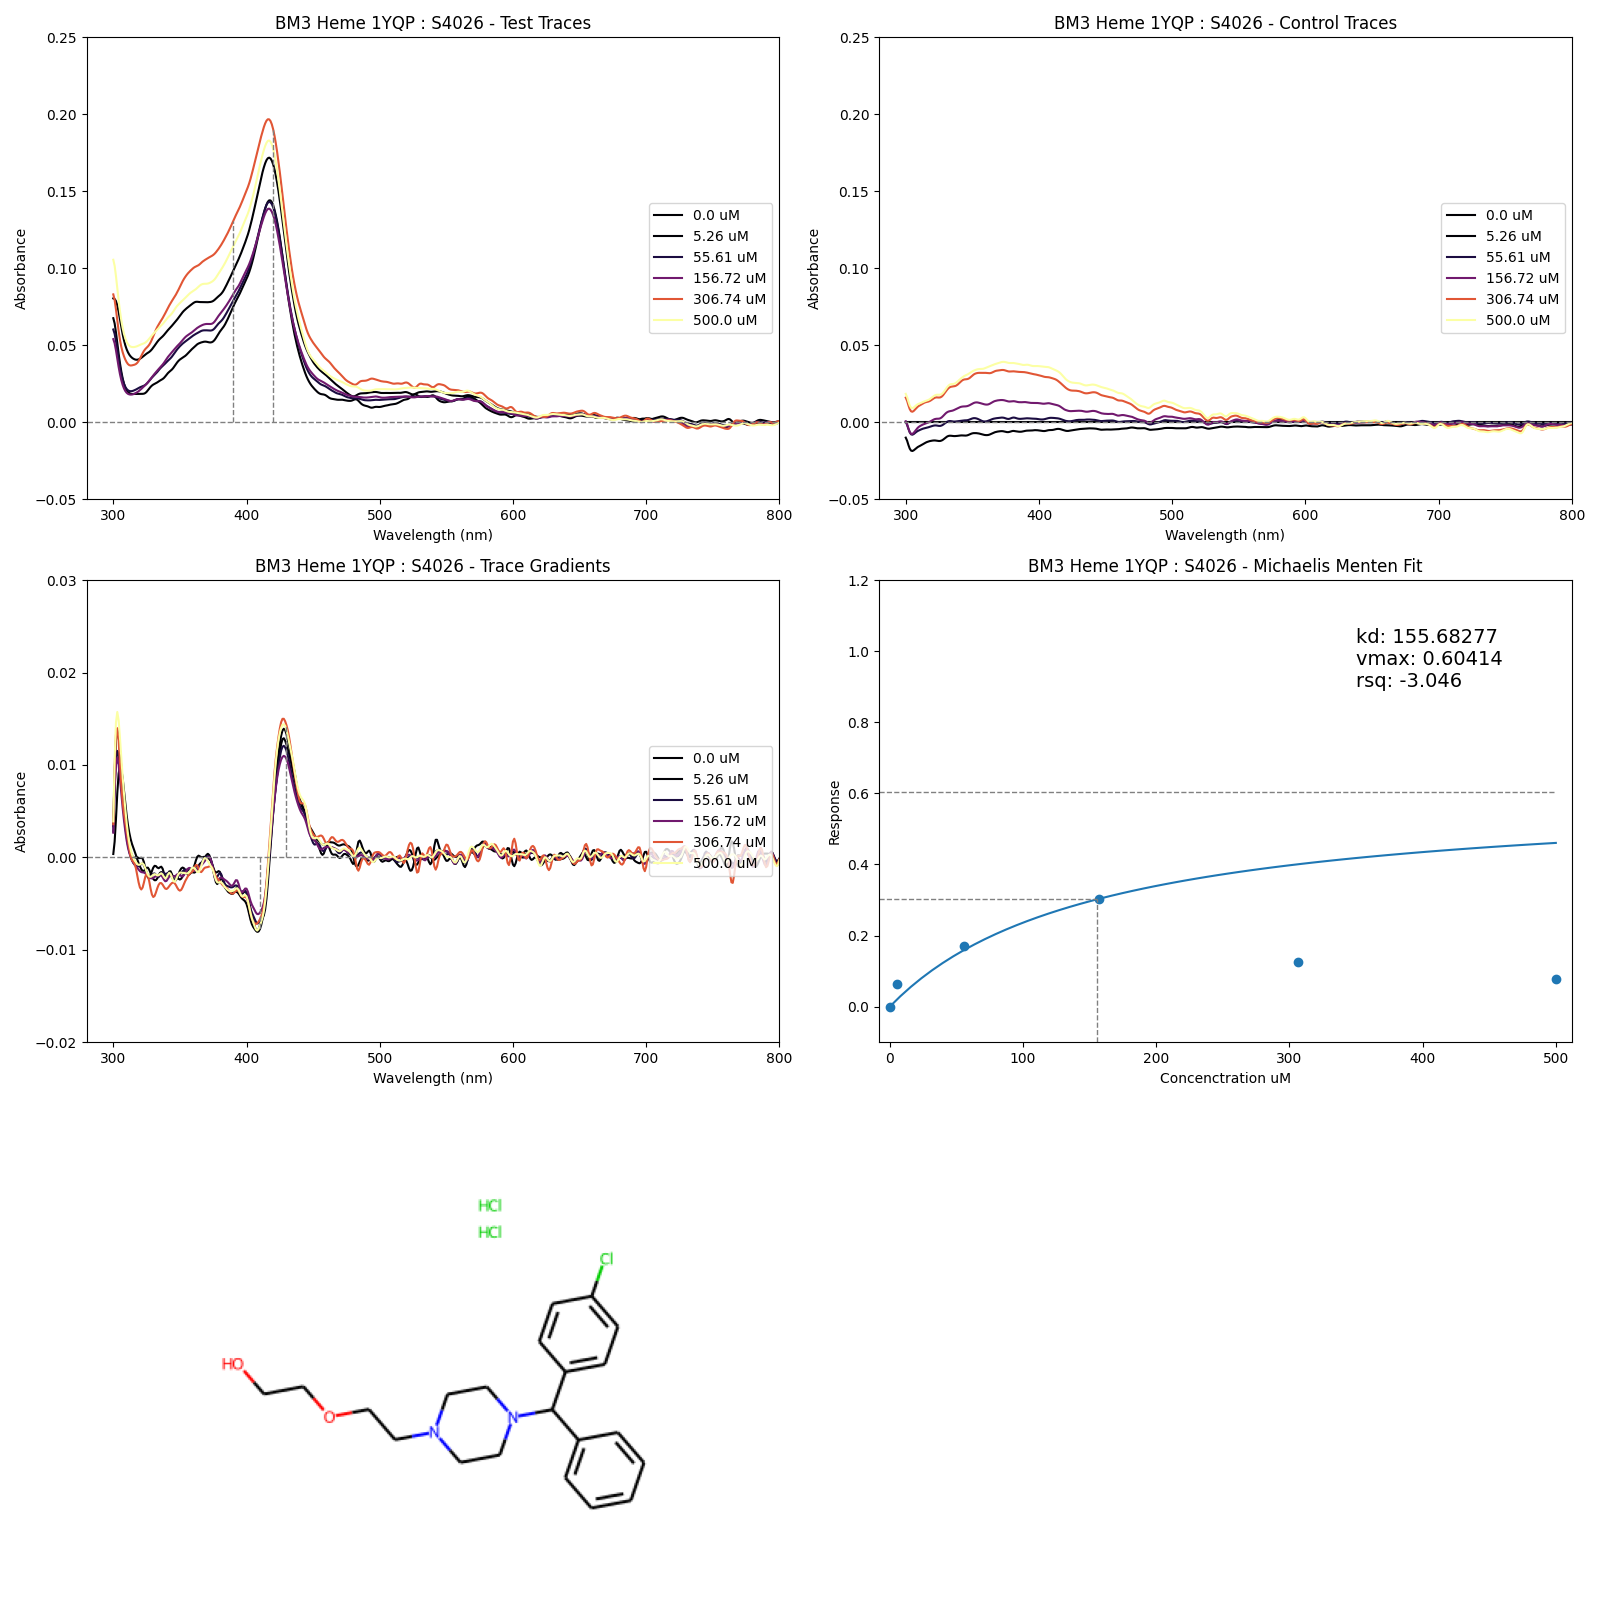 BM3 Heme 1YQP : S4026 - Test Traces
0.25
0.20
0.15
0.10
0.05
0.00
−0.05
Absorbance
300
400
500
600
700
800
Wavelength (nm)
0.0 uM
5.26 uM
55.61 uM
156.72 uM
306.74 uM
500.0 uM
BM3 Heme 1YQP : S4026 - Control Traces
0.25
0.20
0.15
0.10
0.05
0.00
−0.05
Absorbance
300
400
500
600
700
800
Wavelength (nm)
0.0 uM
5.26 uM
55.61 uM
156.72 uM
306.74 uM
500.0 uM
BM3 Heme 1YQP : S4026 - Trace Gradients
0.03
0.02
0.01
0.00
−0.01
−0.02
Absorbance
300
400
500
600
700
800
Wavelength (nm)
0.0 uM
5.26 uM
55.61 uM
156.72 uM
306.74 uM
500.0 uM
BM3 Heme 1YQP : S4026 - Michaelis Menten Fit
1.2
1.0
0.8
0.6
0.4
0.2
0.0
Response
kd: 155.68277
vmax: 0.60414
rsq: -3.046
0
100
200
300
400
500
Concenctration uM
HCl
HCl
Cl
HO
O
N
N